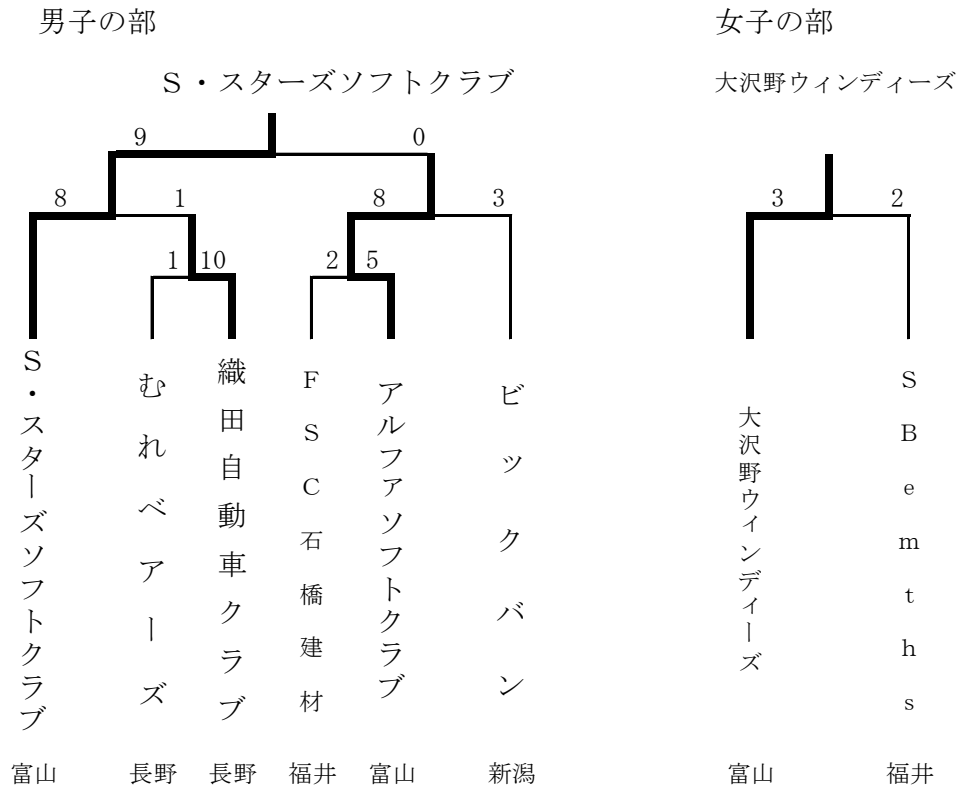 男子の部
女子の部
S・スターズソフトクラブ
大沢野ウィンディーズ
9 0
8 1 8 3
3 2
1 10 2 5
S・スターズソフトクラブ
むれベアーズ
織田自動車クラブ
FSC石橋建材
アルファソフトクラブ
ビックバン
大沢野ウィンディーズ
SBemths
富山 長野 長野 福井 富山 新潟
富山 福井